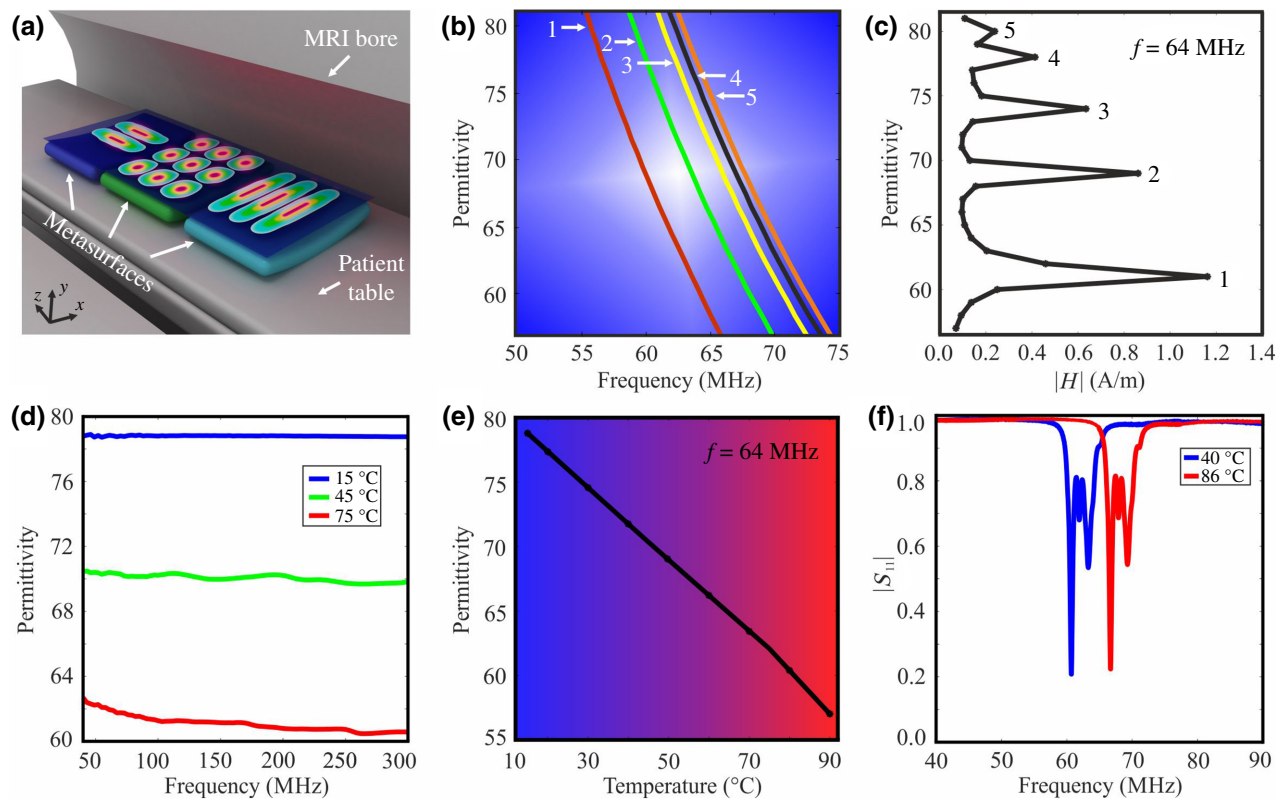 (a)
MRI bore
Metasurfaces
Patient
table
y
z
x
(b)
Permittivity
80
75
70
65
60
1
2
3
4
5
50
55
60
65
70
75
Frequency (MHz)
(c)
f = 64 MHz
Permittivity
80
75
70
65
60
5
4
3
2
1
0.0
0.2
0.4
0.6
0.8
1.0
1.2
1.4
|H| (A/m)
(d)
Permittivity
80
76
72
68
64
60
15 °C
45 °C
75 °C
50
100
150
200
250
300
Frequency (MHz)
(e)
f = 64 MHz
Permittivity
80
75
70
65
60
55
10
30
50
70
90
Temperature (°C)
(f)
|S₁₁|
1.0
0.8
0.6
0.4
0.2
0.0
40 °C
86 °C
40
50
60
70
80
90
Frequency (MHz)